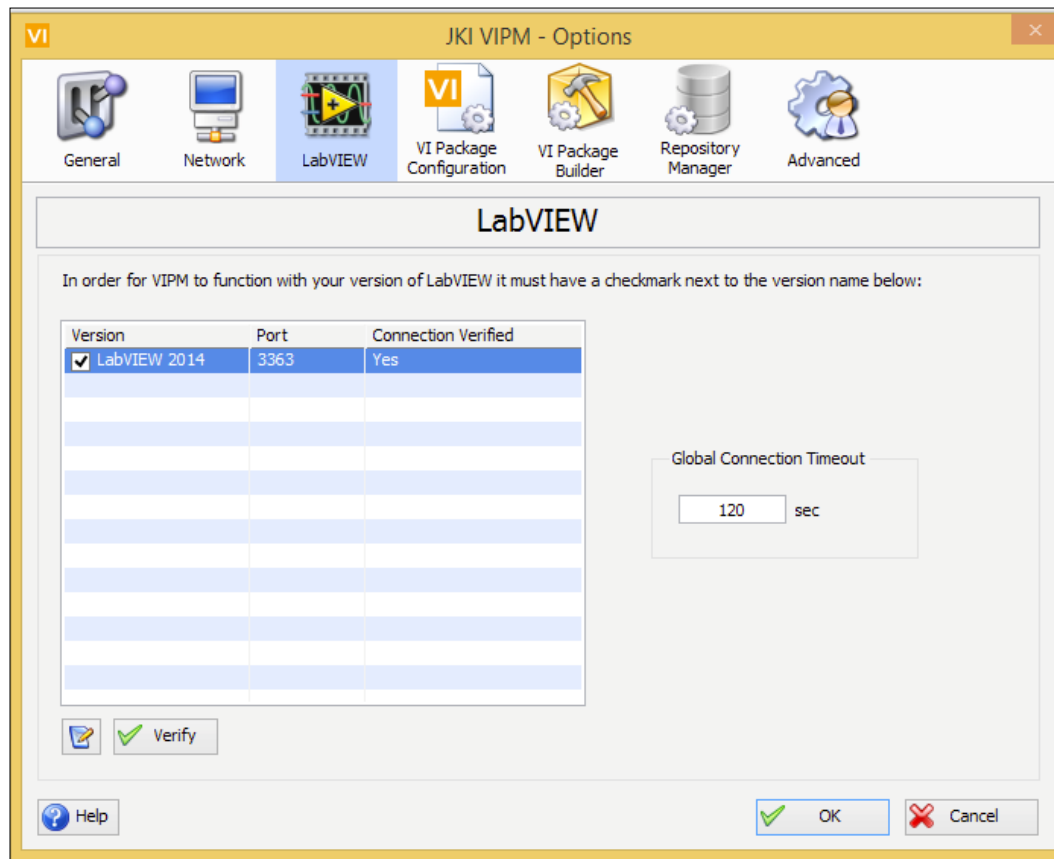 VI
JKI VIPM - Options
General
Network
LabVIEW
VI
VI Package
Configuration
VI Package
Builder
Repository
Manager
Advanced
LabVIEW
In order for VIPM to function with your version of LabVIEW it must have a checkmark next to the version name below:
Version Port Connection Verified
LabVIEW 2014 3363 Yes
Global Connection Timeout
120 sec
Verify
Help
OK
Cancel